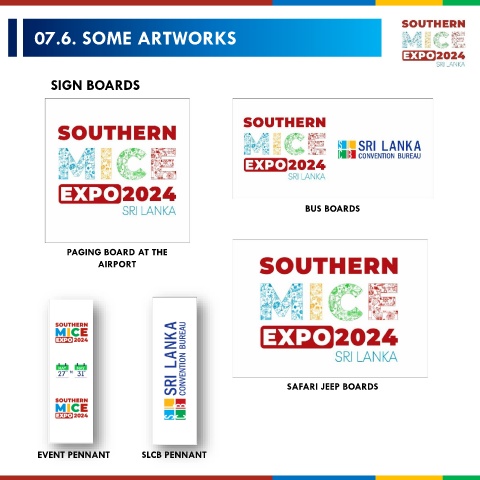 07.6. SOME ARTWORKS
SOUTHERN
MICE
EXPO2024
SRI LANKA
SIGN BOARDS
SOUTHERN
MICE
EXPO2024
SRI LANKA
PAGING BOARD AT THE
AIRPORT
SOUTHERN
MICE
EXPO2024
SRI LANKA
SRI LANKA
CONVENTION BUREAU
BUS BOARDS
SOUTHERN
MICE
EXPO2024
SRI LANKA
SAFARI JEEP BOARDS
SOUTHERN
MICE
EXPO2024
27 31
SOUTHERN
MICE
EXPO2024
EVENT PENNANT
SRI LANKA
CONVENTION BUREAU
SLCB PENNANT